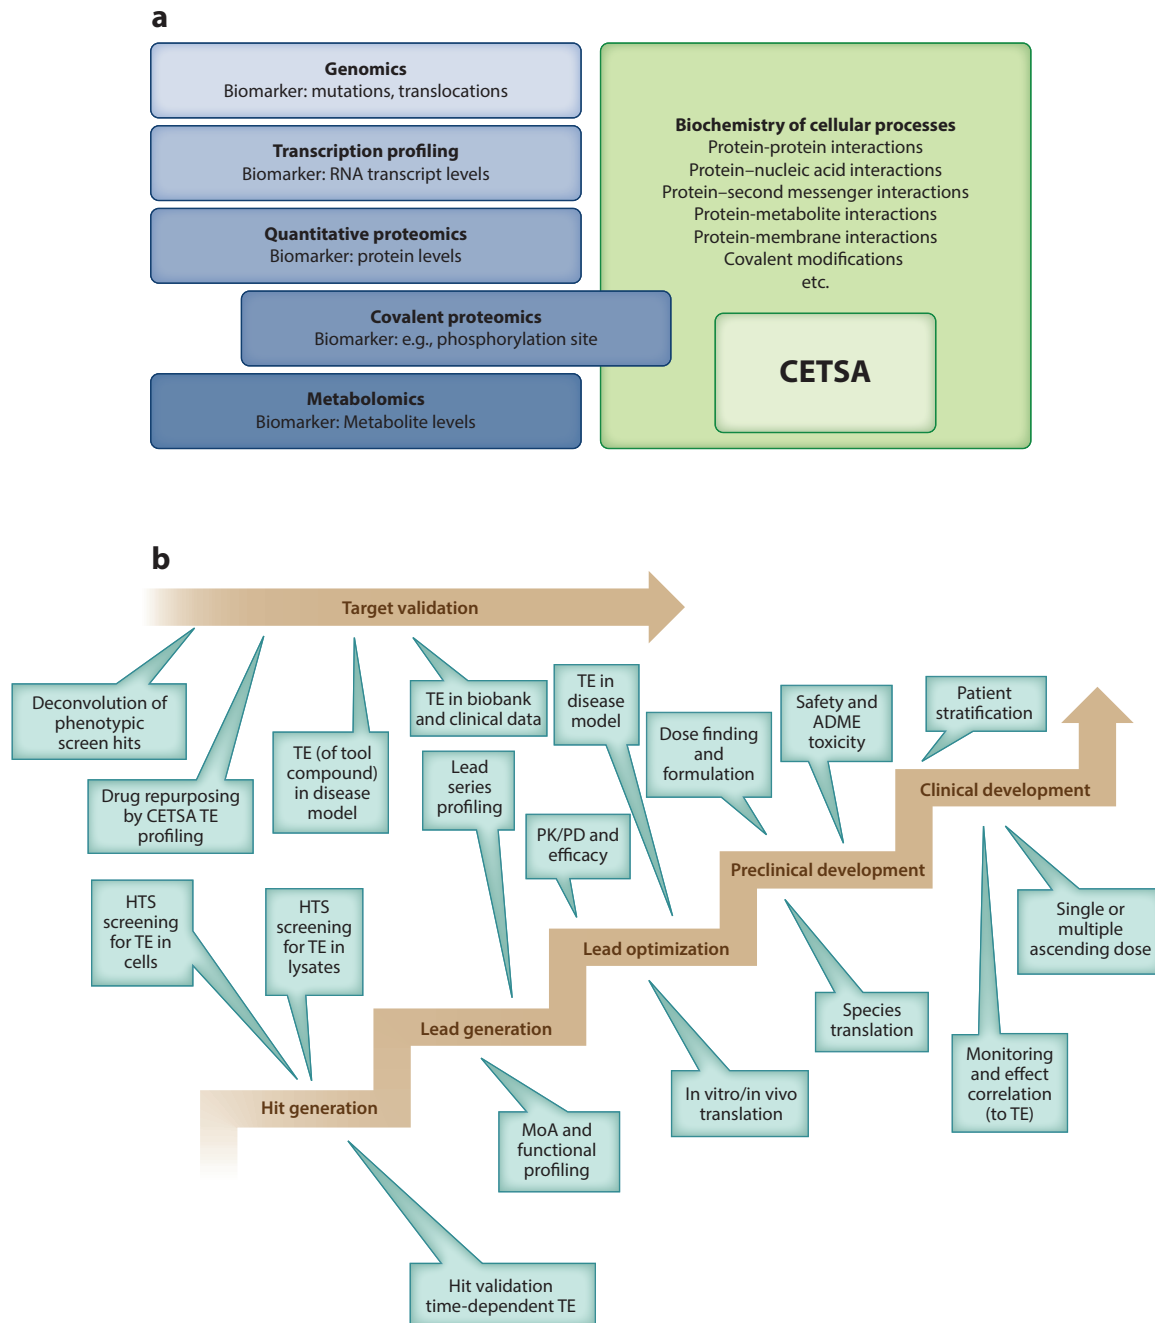 a
Genomics
Biomarker: mutations, translocations
Transcription profiling
Biomarker: RNA transcript levels
Quantitative proteomics
Biomarker: protein levels
Covalent proteomics
Biomarker: e.g., phosphorylation site
Metabolomics
Biomarker: Metabolite levels
Biochemistry of cellular processes
Protein-protein interactions
Protein–nucleic acid interactions
Protein–second messenger interactions
Protein-metabolite interactions
Protein-membrane interactions
Covalent modifications
etc.
CETSA
b
Target validation
Deconvolution of
phenotypic
screen hits
Drug repurposing
by CETSA TE
profiling
TE (of tool
compound)
in disease
model
TE in biobank
and clinical data
Lead
series
profiling
TE in
disease
model
PK/PD and
efficacy
Dose finding
and
formulation
Safety and
ADME
toxicity
Patient
stratification
HTS
screening
for TE in
cells
HTS
screening
for TE in
lysates
Clinical development
Preclinical development
Lead optimization
Lead generation
Hit generation
Single or
multiple
ascending dose
Species
translation
Monitoring
and effect
correlation
(to TE)
In vitro/in vivo
translation
MoA and
functional
profiling
Hit validation
time-dependent TE